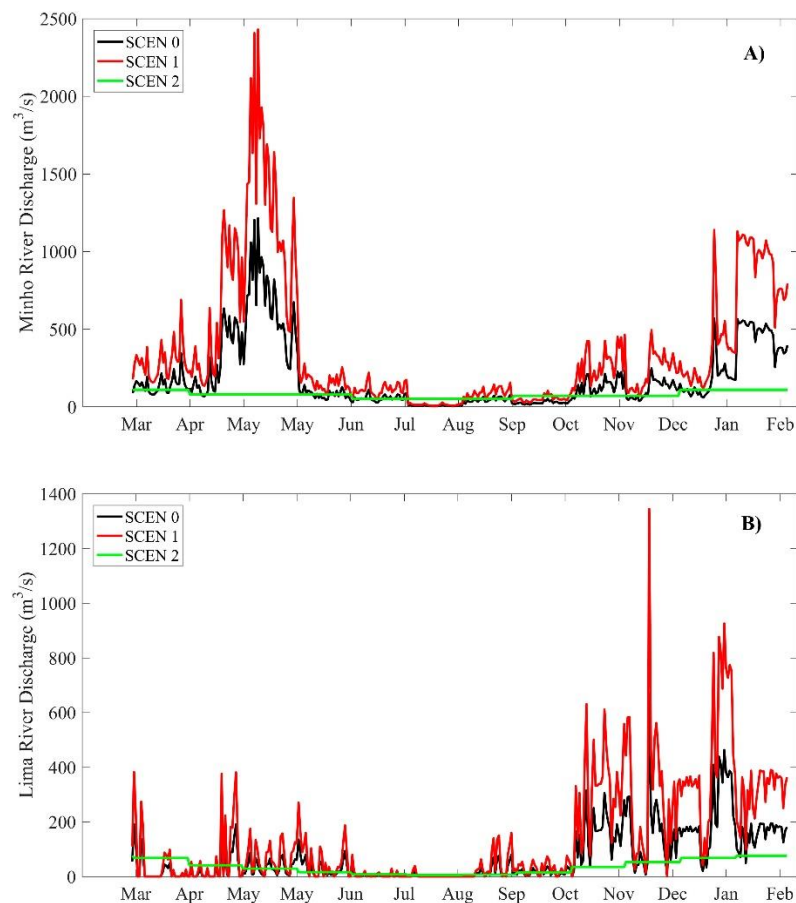 2500
2000
1500
1000
500
0
Minho River Discharge (m³/s)
SCEN 0
SCEN 1
SCEN 2
A)
Mar Apr May May Jun Jul Aug Sep Oct Nov Dec Jan Feb
1400
1200
1000
800
600
400
200
0
Lima River Discharge (m³/s)
SCEN 0
SCEN 1
SCEN 2
B)
Mar Apr May May Jun Jul Aug Sep Oct Nov Dec Jan Feb